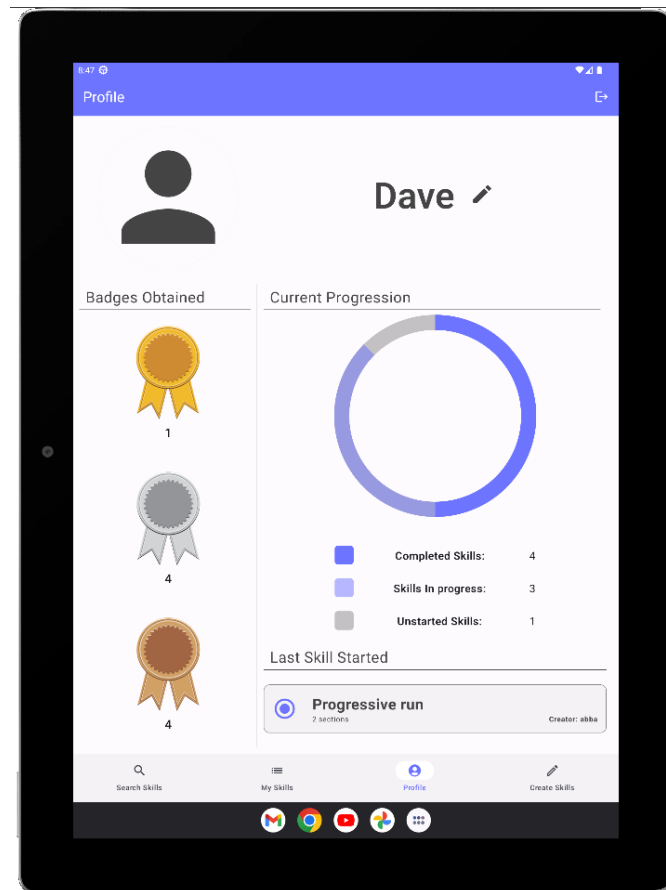 8:47
Profile
Dave
Badges Obtained
1
4
4
Current Progression
Completed Skills: 4
Skills In progress: 3
Unstarted Skills: 1
Last Skill Started
Progressive run
2 sections
Creator: abba
Search Skills
My Skills
Profile
Create Skills